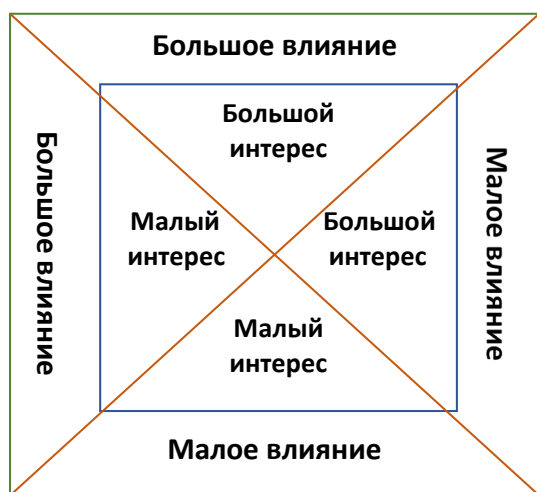 Большое влияние
Большой
интерес
Большое влияние
Малый
интерес
Большой
интерес
Малое влияние
Малый
интерес
Малое влияние